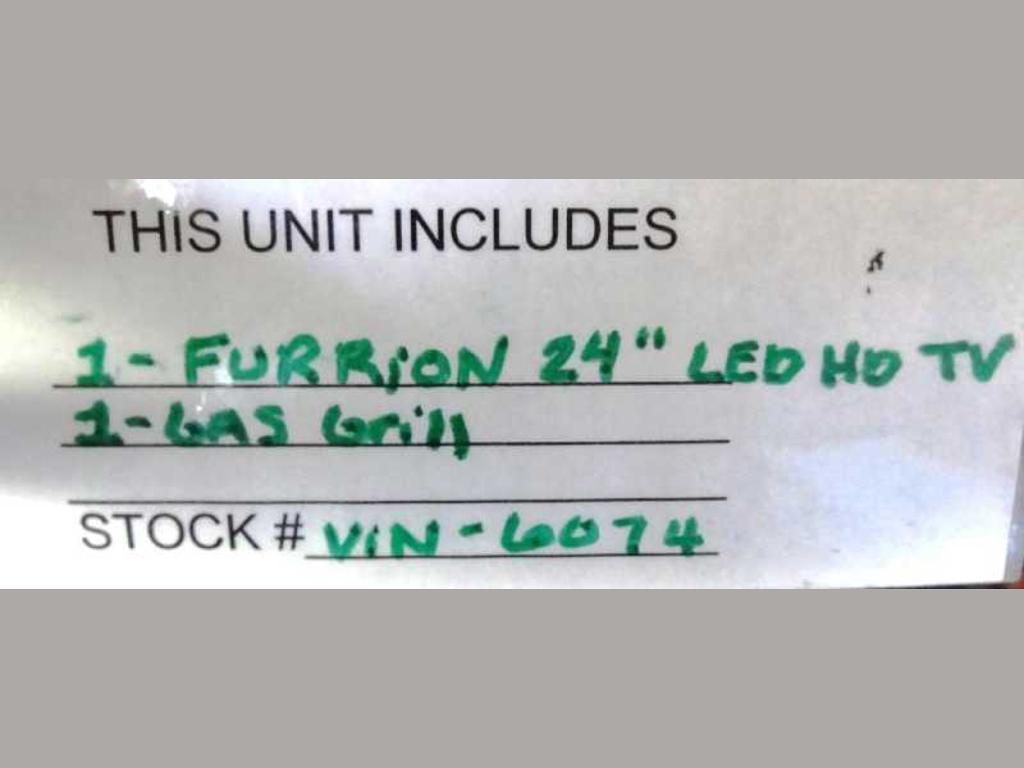 THIS UNIT INCLUDES
1- FURRiON 24" LED HD TV
1- GAS Grill
STOCK # ViN - 6074